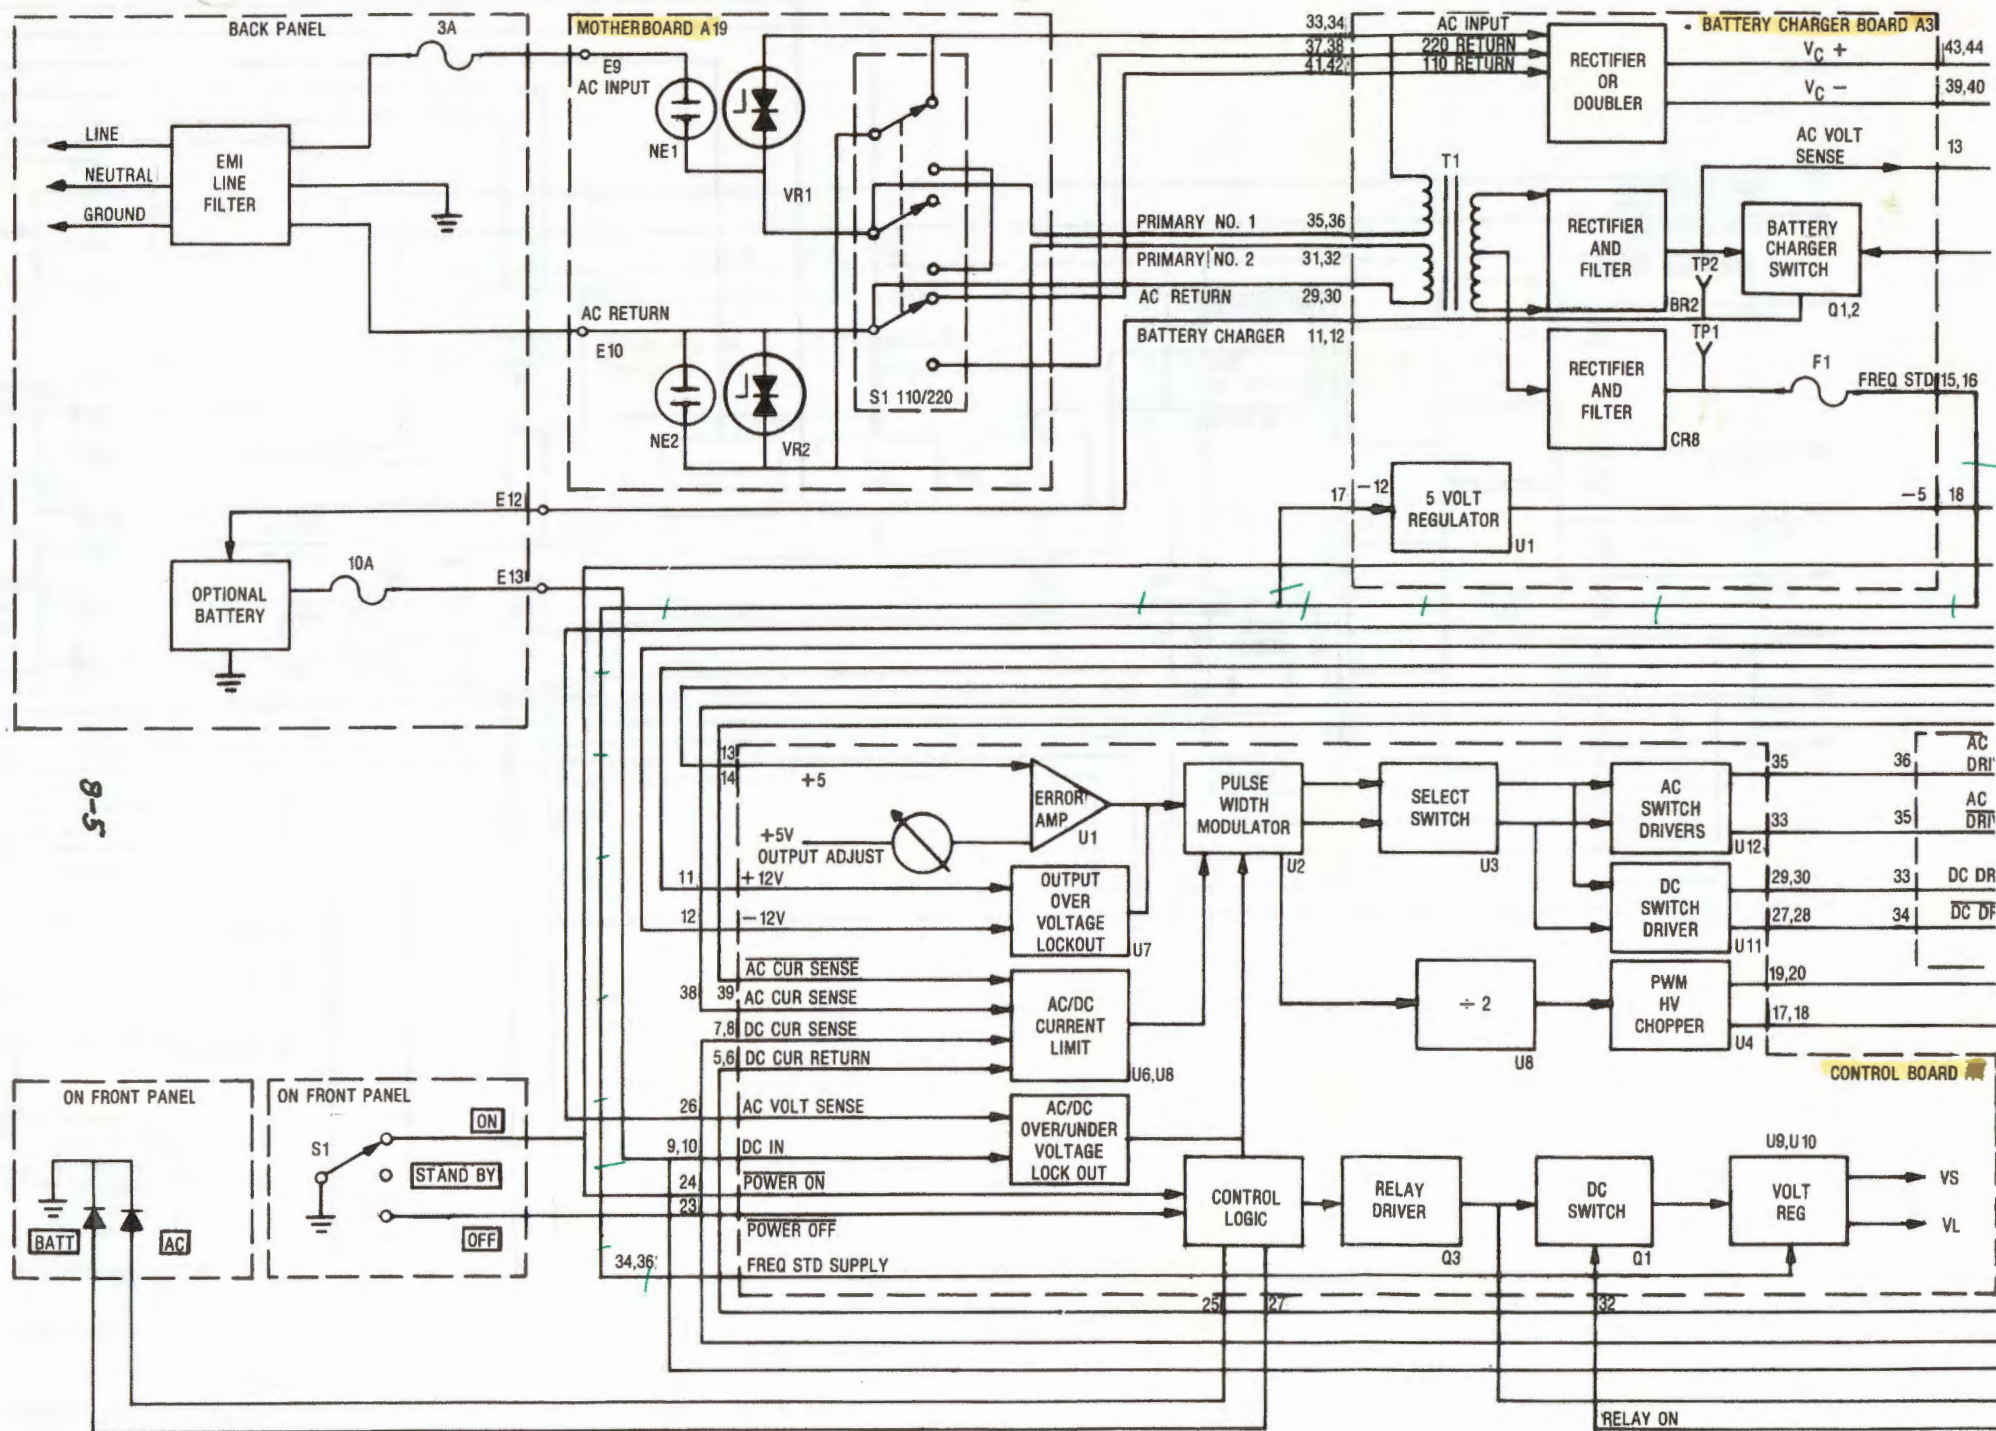 BACK PANEL
3A
LINE
NEUTRAL
GROUND
EMI
LINE
FILTER
E12
10A
E13
OPTIONAL
BATTERY
MOTHERBOARD A19
E9
AC INPUT
NE1
VR1
AC RETURN
E10
NE2
VR2
S1 110/220
33,34
37,38
41,42
AC INPUT
220 RETURN
110 RETURN
PRIMARY NO. 1
35,36
PRIMARY NO. 2
31,32
AC RETURN
29,30
BATTERY CHARGER
11,12
BATTERY CHARGER BOARD A3
RECTIFIER
OR
DOUBLER
VC +
43,44
VC −
39,40
AC VOLT
SENSE
13
T1
RECTIFIER
AND
FILTER
BR2
TP2
BATTERY
CHARGER
SWITCH
Q1,2
TP1
RECTIFIER
AND
FILTER
CR8
F1
FREQ STD
15,16
17
−12
5 VOLT
REGULATOR
U1
−5
18
8-5
13
14
+5
ERROR
AMP
U1
+5V
OUTPUT ADJUST
11
+12V
12
−12V
OUTPUT
OVER
VOLTAGE
LOCKOUT
U7
PULSE
WIDTH
MODULATOR
U2
SELECT
SWITCH
U3
AC
SWITCH
DRIVERS
U12
35
36
AC
33
35
AC
DC
SWITCH
DRIVER
U11
29,30
33
DC DR
27,28
34
38
39
AC CUR SENSE
AC CUR SENSE
7,8
DC CUR SENSE
5,6
DC CUR RETURN
AC/DC
CURRENT
LIMIT
U6,U8
÷ 2
U8
PWM
HV
CHOPPER
U4
19,20
17,18
CONTROL BOARD
26
AC VOLT SENSE
9,10
DC IN
AC/DC
OVER/UNDER
VOLTAGE
LOCK OUT
24
POWER ON
23
POWER OFF
CONTROL
LOGIC
RELAY
DRIVER
Q3
DC
SWITCH
Q1
U9,U10
VOLT
REG
VS
VL
34,36
FREQ STD SUPPLY
25
27
32
RELAY ON
ON FRONT PANEL
BATT
AC
ON FRONT PANEL
S1
ON
STAND BY
OFF